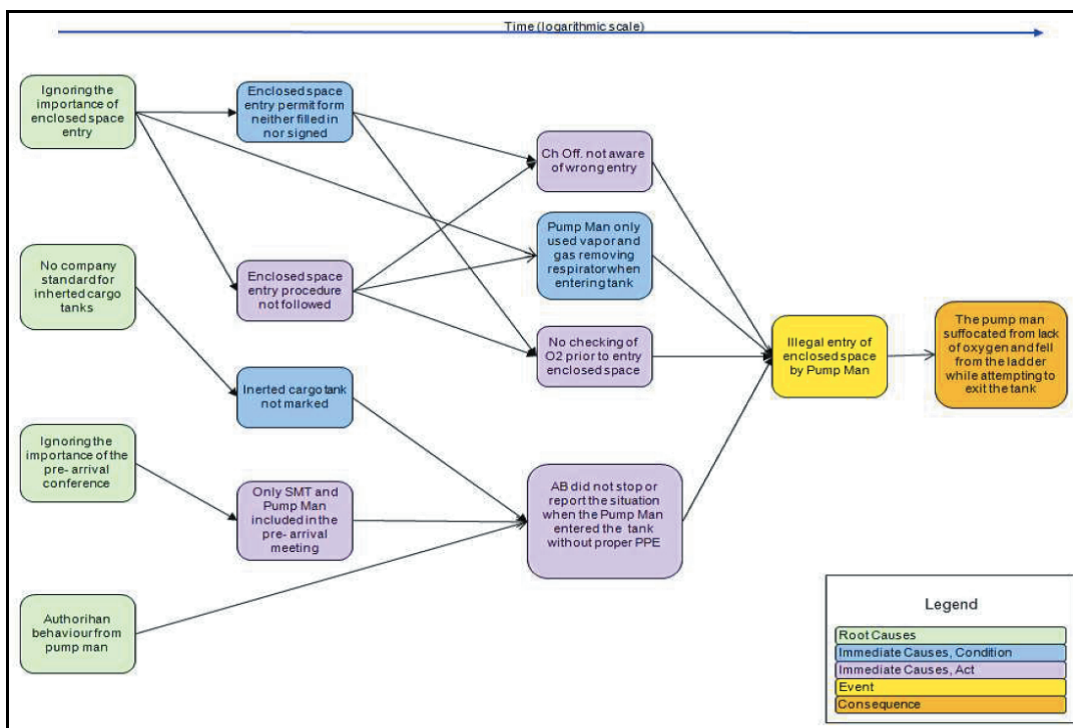 Time (logarithmic scale)
Ignoring the
importance of
enclosed space
entry
Enclosed space
entry permit form
neither filled in
nor signed
Ch Off. not aware
of wrong entry
Pump Man only
used vapor and
gas removing
respirator when
entering tank
No company
standard for
inherted cargo
tanks
Enclosed space
entry procedure
not followed
No checking of
O2 prior to entry
enclosed space
Illegal entry of
enclosed space
by Pump Man
The pump man
suffocated from lack
of oxygen and fell
from the ladder
while attempting to
exit the tank
Inerted cargo tank
not marked
Ignoring the
importance of the
pre- arrival
conference
Only SMT and
Pump Man
included in the
pre- arrival
meeting
AB did not stop or
report the situation
when the Pump Man
entered the tank
without proper PPE
Authorihan
behaviour from
pump man
Legend
Root Causes
Immediate Causes, Condition
Immediate Causes, Act
Event
Consequence